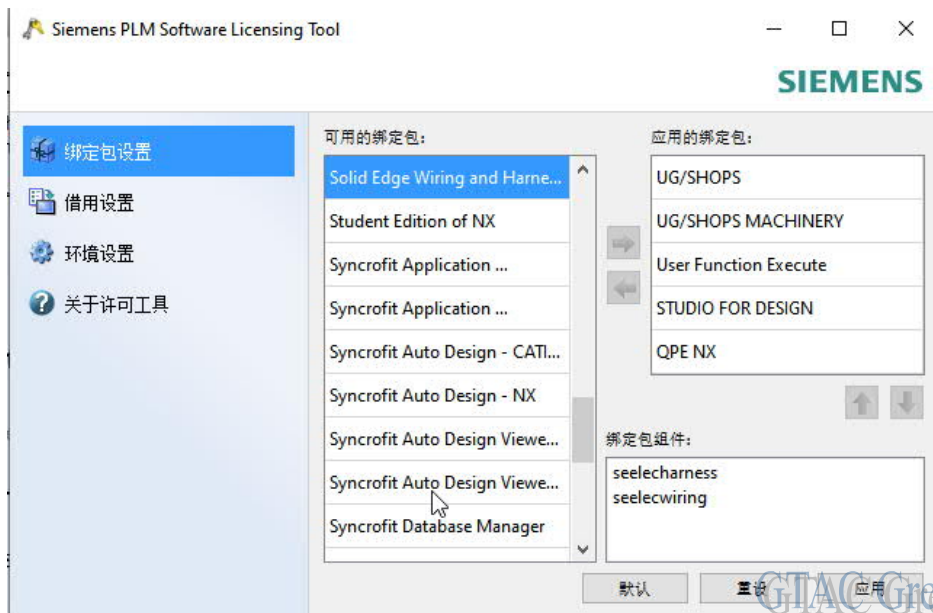 Siemens PLM Software Licensing Tool
SIEMENS
绑定包设置
借用设置
环境设置
关于许可工具
可用的绑定包:
Solid Edge Wiring and Harne...
Student Edition of NX
Syncrofit Application ...
Syncrofit Application ...
Syncrofit Auto Design - CATI...
Syncrofit Auto Design - NX
Syncrofit Auto Design Viewe...
Syncrofit Auto Design Viewe...
Syncrofit Database Manager
应用的绑定包:
UG/SHOPS
UG/SHOPS MACHINERY
User Function Execute
STUDIO FOR DESIGN
QPE NX
绑定包组件:
seelecharness
seelecwiring
默认
重设
应用
GTAC Gre